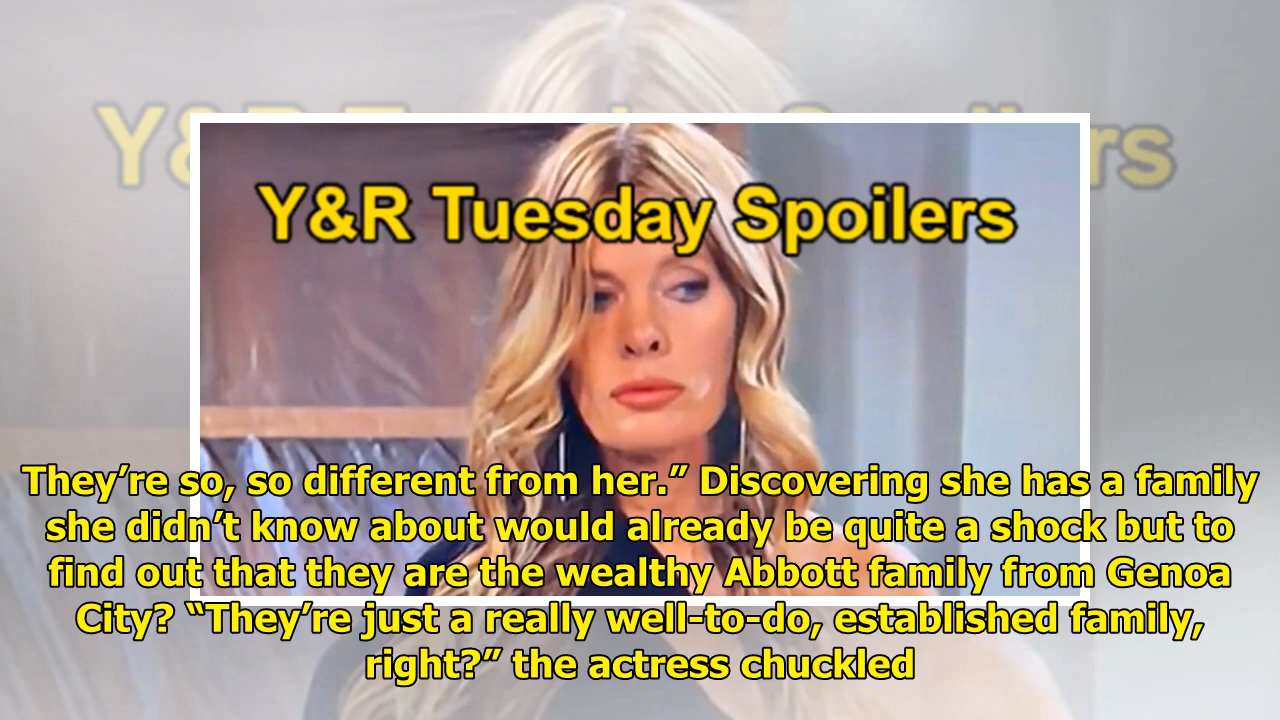 Y&R Tuesday Spoilers
They’re so, so different from her.” Discovering she has a family
she didn’t know about would already be quite a shock but to
find out that they are the wealthy Abbott family from Genoa
City? “They’re just a really well-to-do, established family,
right?” the actress chuckled